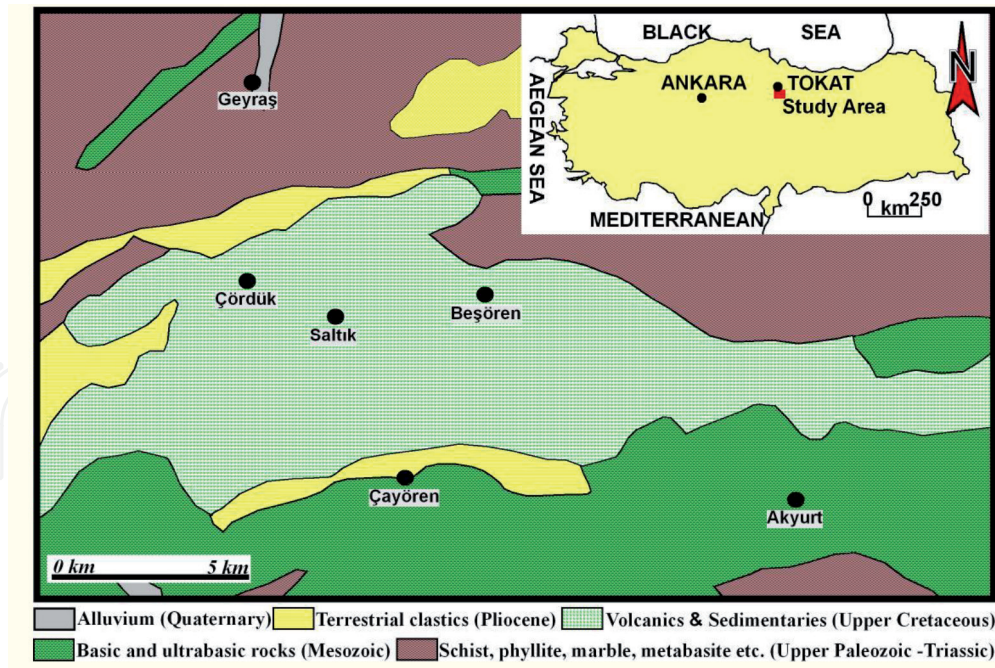 BLACK SEA
ANKARA
TOKAT
Study Area
AEGEAN SEA
MEDITERRANEAN
0 km 250
N
Geyraş
Çördük
Saltık
Beşören
Çayören
Akyurt
0 km 5 km
Alluvium (Quaternary) Terrestrial clastics (Pliocene) Volcanics & Sedimentaries (Upper Cretaceous)
Basic and ultrabasic rocks (Mesozoic) Schist, phyllite, marble, metabasite etc. (Upper Paleozoic -Triassic)